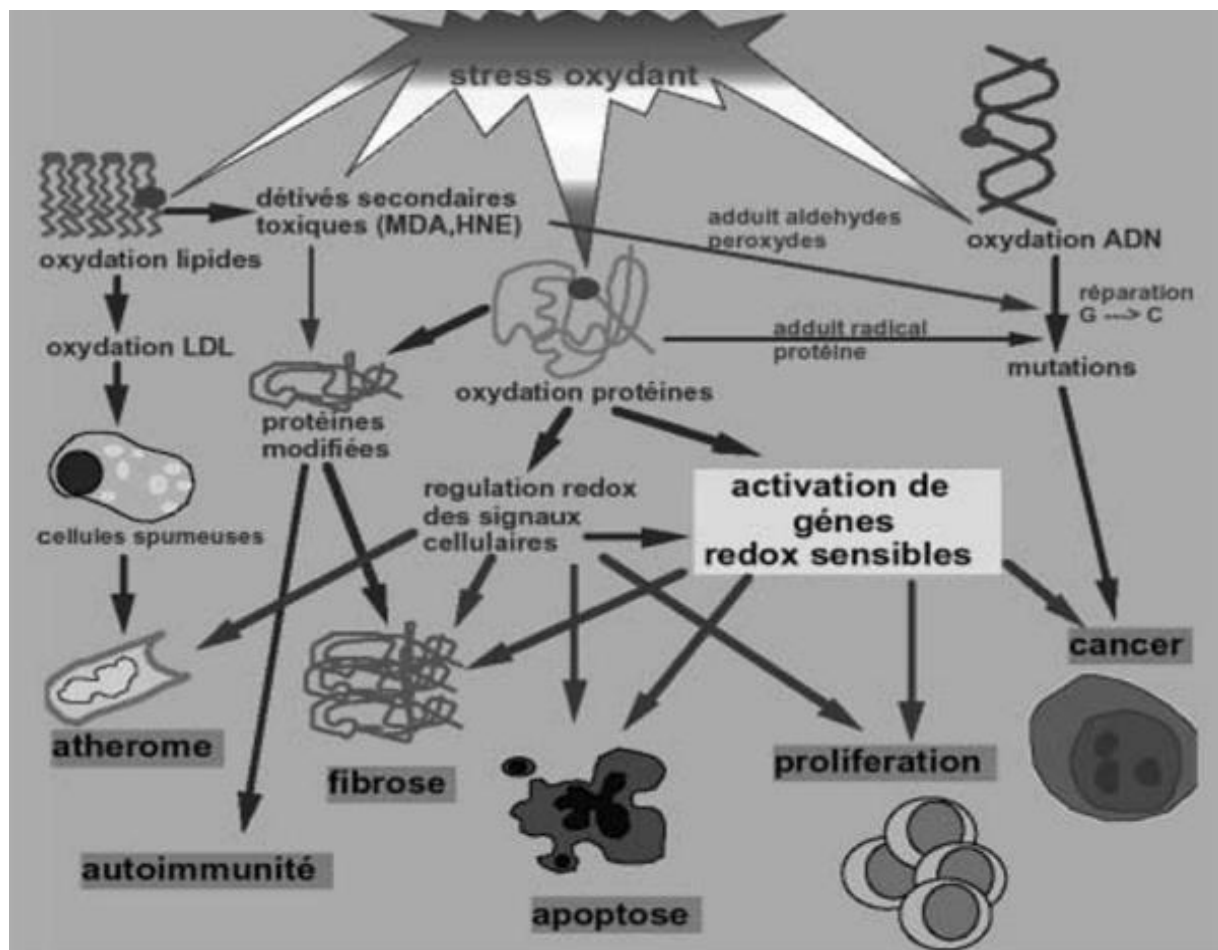 stress oxydant
détivés secondaires
toxiques (MDA,HNE)
adduit aldehydes
peroxydes
oxydation ADN
oxydation lipides
réparation
G ---> C
adduit radical
protéine
oxydation LDL
mutations
oxydation protéines
protéines
modifiées
regulation redox
des signaux
cellulaires
activation de
génes
redox sensibles
cellules spumeuses
cancer
atherome
fibrose
proliferation
autoimmunité
apoptose